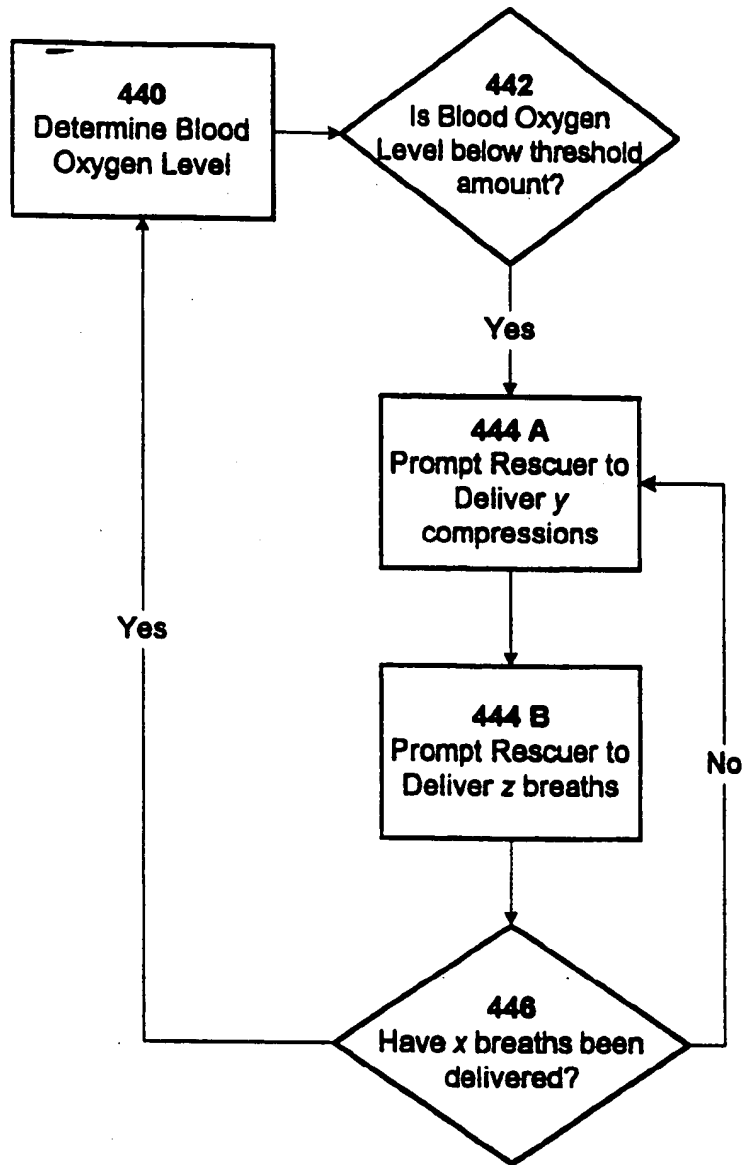 440
Determine Blood
Oxygen Level
442
Is Blood Oxygen
Level below threshold
amount?
Yes
444 A
Prompt Rescuer to
Deliver y
compressions
Yes
444 B
Prompt Rescuer to
Deliver z breaths
No
446
Have x breaths been
delivered?